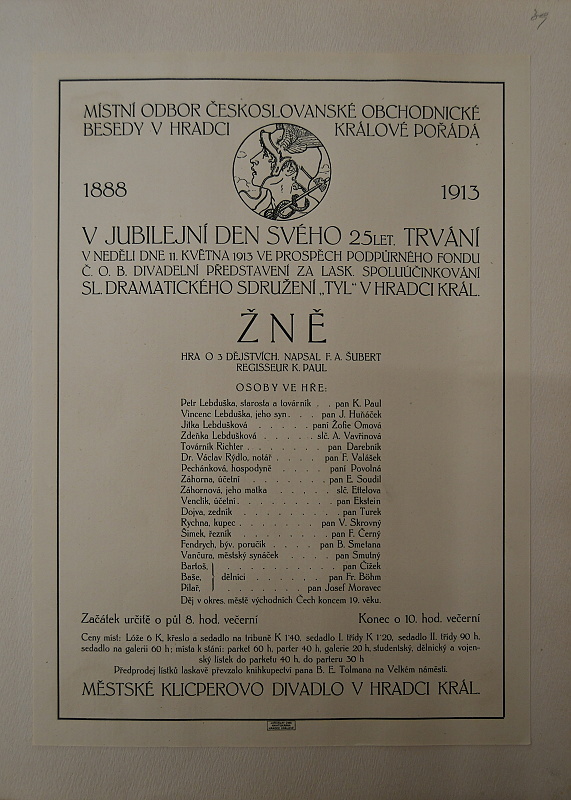 MÍSTNÍ ODBOR ČESKOSLOVANSKÉ OBCHODNICKÉ
BESEDY V HRADCI KRÁLOVÉ POŘÁDÁ
1888 1913
V JUBILEJNÍ DEN SVÉHO 25LET. TRVÁNÍ
V NEDĚLI DNE 11. KVĚTNA 1913 VE PROSPĚCH PODPŮRNÉHO FONDU
Č. O. B. DIVADELNÍ PŘEDSTAVENÍ ZA LASK. SPOLUÚČINKOVÁNÍ
SL. DRAMATICKÉHO SDRUŽENÍ „TYL“ V HRADCI KRÁL.
ŽNĚ
HRA O 3 DĚJSTVÍCH. NAPSAL F. A. ŠUBERT
REGISSEUR K. PAUL
OSOBY VE HŘE:
Petr Lebduška, starosta a továrník . . pan K. Paul
Vincenc Lebduška, jeho syn . . . pan J. Huňáček
Jitka Lebdušková . . . . . paní Žofie Omová
Zdeňka Lebdušková . . . . . slč. A. Vavřinová
Továrník Richter . . . . . . . . pan Darebník
Dr. Václav Rýdlo, notář . . . . . pan F. Valášek
Pechánková, hospodyně . . . . paní Povolná
Záhorna, účetní . . . . . . . . pan E. Soudil
Záhornová, jeho matka . . . . . slč. Ettelova
Venclík, účetní . . . . . . . . . pan Ekstein
Dojva, zedník . . . . . . . . . pan Turek
Rychna, kupec . . . . . . . . pan V. Skrovný
Šimek, řezník . . . . . . . . . pan F. Černý
Fendrych, býv. poručík . . . . pan B. Smetana
Vančura, městský synáček . . . . pan Smutný
Bartoš, . . . . . . . . . . pan Čížek
Baše, dělníci . . . . . . . pan Fr. Böhm
Pilař, . . . . . . . . pan Josef Moravec
Děj v okres. městě východních Čech koncem 19. věku.
Začátek určitě o půl 8. hod. večerní Konec o 10. hod. večerní
Ceny míst: Lóže 6 K, křeslo a sedadlo na tribuně K 1'40, sedadlo I. třídy K 1'20, sedadlo II. třídy 90 h,
sedadlo na galerii 60 h; místa k stání: parket 60 h, parter 40 h, galerie 20 h, studentský, dělnický a vojen-
ský lístek do parketu 40 h, do parteru 30 h
Předprodej lístků laskavě převzalo knihkupectví pana B. E. Tolmana na Velkém náměstí.
MĚSTSKÉ KLICPEROVO DIVADLO V HRADCI KRÁL.